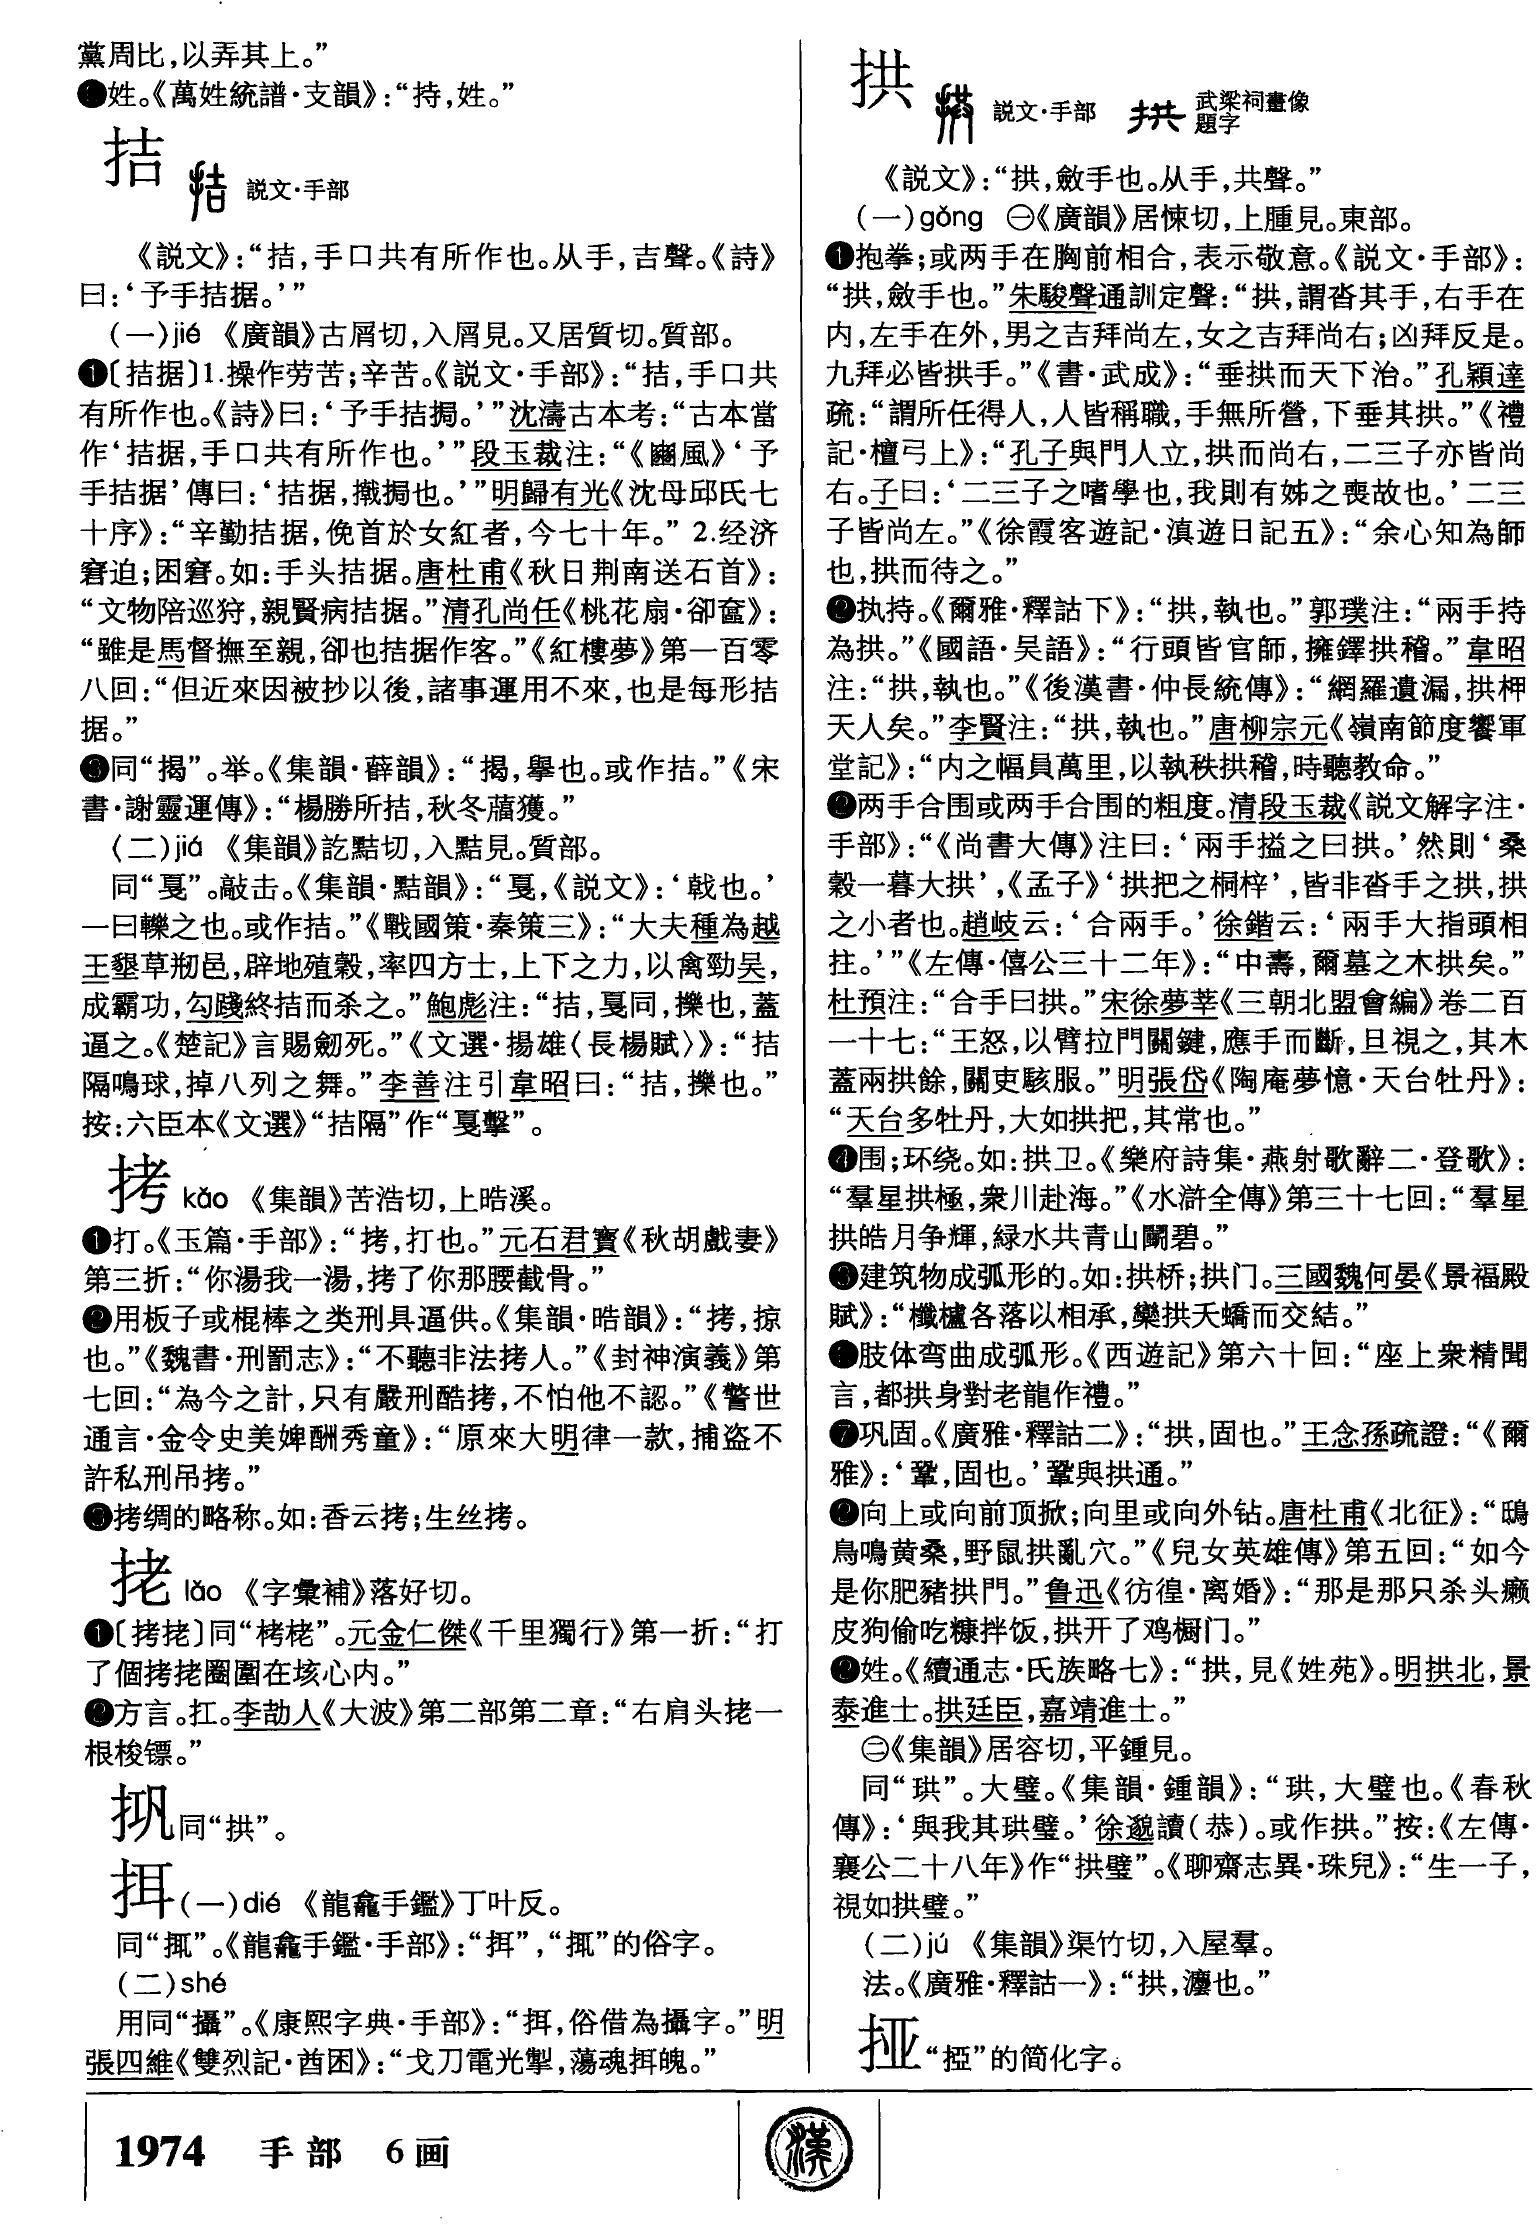 黨周比，以弄其上。”
姓。《萬姓統譜·支韻》：“持，姓。”
拮
説文·手部
《説文》：“拮，手口共有所作也。从手，吉聲。《詩》
曰：‘予手拮据。’”
（一）jié　《廣韻》古屑切，入屑見。又居質切。質部。
❶〔拮据〕1.操作劳苦；辛苦。《説文·手部》：“拮，手口共
有所作也。《詩》曰：‘予手拮挶。’”沈濤古本考：“古本當
作‘拮据，手口共有所作也。’”段玉裁注：“《豳風》‘予
手拮据’傳曰：‘拮据，撠挶也。’”明歸有光《沈母邱氏七
十序》：“辛勤拮据，俛首於女紅者，今七十年。” 2.经济
窘迫；困窘。如：手头拮据。唐杜甫《秋日荆南送石首》：
“文物陪巡狩，親賢病拮据。”清孔尚任《桃花扇·卻奩》：
“雖是馬督撫至親，卻也拮据作客。”《紅樓夢》第一百零
八回：“但近來因被抄以後，諸事運用不來，也是每形拮
据。”
同“揭”。举。《集韻·薛韻》：“揭，擧也。或作拮。”《宋
書·謝靈運傳》：“楊勝所拮，秋冬䕋獲。”
（二）jiá　《集韻》訖黠切，入黠見。質部。
同“戛”。敲击。《集韻·黠韻》：“戛，《説文》：‘戟也。’
一曰轢之也。或作拮。”《戰國策·秦策三》：“大夫種為越
王墾草剏邑，辟地殖穀，率四方士，上下之力，以禽勁吴，
成霸功，勾踐終拮而杀之。”鮑彪注：“拮，戛同，擽也，蓋
逼之。《楚記》言賜劒死。”《文選·揚雄〈長楊賦〉》：“拮
隔鳴球，掉八列之舞。”李善注引韋昭曰：“拮，擽也。”
按：六臣本《文選》“拮隔”作“戛擊”。
拷
kǎo　《集韻》苦浩切，上晧溪。
❶打。《玉篇·手部》：“拷，打也。”元石君寶《秋胡戲妻》
第三折：“你湯我一湯，拷了你那腰截骨。”
❷用板子或棍棒之类刑具逼供。《集韻·晧韻》：“拷，掠
也。”《魏書·刑罰志》：“不聽非法拷人。”《封神演義》第
七回：“為今之計，只有嚴刑酷拷，不怕他不認。”《警世
通言·金令史美婢酬秀童》：“原來大明律一款，捕盗不
許私刑吊拷。”
❸拷绸的略称。如：香云拷；生丝拷。
㧯
lǎo　《字彙補》落好切。
❶〔拷㧯〕同“栲栳”。元金仁傑《千里獨行》第一折：“打
了個拷㧯圈圍在垓心内。”
❷方言。扛。李劼人《大波》第二部第二章：“右肩头㧯一
根梭镖。”
㧬同“拱”。
挕（一）dié　《龍龕手鑑》丁叶反。
同“揕”。《龍龕手鑑·手部》：“挕”，“揕”的俗字。
（二）shé
用同“攝”。《康熙字典·手部》：“挕，俗借為攝字。”明
張四維《雙烈記·酋困》：“戈刀電光掣，蕩魂挕魄。”
拱
説文·手部
武梁祠畫像
題字
《説文》：“拱，斂手也。从手，共聲。”
（一）gǒng　㊀《廣韻》居悚切，上腫見。東部。
❶抱拳；或两手在胸前相合，表示敬意。《説文·手部》：
“拱，斂手也。”朱駿聲通訓定聲：“拱，謂沓其手，右手在
内，左手在外，男之吉拜尚左，女之吉拜尚右；凶拜反是。
九拜必皆拱手。”《書·武成》：“垂拱而天下治。”孔穎達
疏：“謂所任得人，人皆稱職，手無所營，下垂其拱。”《禮
記·檀弓上》：“孔子與門人立，拱而尚右，二三子亦皆尚
右。子曰：‘二三子之嗜學也，我則有姊之喪故也。’二三
子皆尚左。”《徐霞客遊記·滇遊日記五》：“余心知為師
也，拱而待之。”
❷执持。《爾雅·釋詁下》：“拱，執也。”郭璞注：“兩手持
為拱。”《國語·吴語》：“行頭皆官師，擁鐸拱稽。”韋昭
注：“拱，執也。”《後漢書·仲長統傳》：“網羅遺漏，拱柙
天人矣。”李賢注：“拱，執也。”唐柳宗元《嶺南節度饗軍
堂記》：“内之幅員萬里，以執秩拱稽，時聽教命。”
两手合围或两手合围的粗度。清段玉裁《説文解字注·
手部》：“《尚書大傳》注曰：‘兩手搤之曰拱。’然則‘桑
穀一暮大拱’，《孟子》‘拱把之桐梓’，皆非沓手之拱，拱
之小者也。趙岐云：‘合兩手。’徐鍇云：‘兩手大指頭相
拄。’”《左傳·僖公三十二年》：“中壽，爾墓之木拱矣。”
杜預注：“合手曰拱。”宋徐夢莘《三朝北盟會編》卷二百
一十七：“王怒，以臂拉門關鍵，應手而斷，旦視之，其木
蓋兩拱餘，關吏駭服。”明張岱《陶庵夢憶·天台牡丹》：
“天台多牡丹，大如拱把，其常也。”
❹围；环绕。如：拱卫。《樂府詩集·燕射歌辭二·登歌》：
“羣星拱極，衆川赴海。”《水滸全傳》第三十七回：“羣星
拱皓月争輝，緑水共青山鬭碧。”
建筑物成弧形的。如：拱桥；拱门。三國魏何晏《景福殿
賦》：“櫼櫨各落以相承，欒拱夭蟜而交結。”
肢体弯曲成弧形。《西遊記》第六十回：“座上衆精聞
言，都拱身對老龍作禮。”
❼巩固。《廣雅·釋詁二》：“拱，固也。”王念孫疏證：“《爾
雅》：‘鞏，固也。’鞏與拱通。”
向上或向前顶掀；向里或向外钻。唐杜甫《北征》：“鴟
鳥鳴黄桑，野鼠拱亂穴。”《兒女英雄傳》第五回：“如今
是你肥豬拱門。”鲁迅《彷徨·离婚》：“那是那只杀头癞
皮狗偷吃糠拌饭，拱开了鸡橱门。”
姓。《續通志·氏族略七》：“拱，見《姓苑》。明拱北，景
泰進士。拱廷臣，嘉靖進士。”
㊁《集韻》居容切，平鍾見。
同“珙”。大璧。《集韻·鍾韻》：“珙，大璧也。《春秋
傳》：‘與我其珙璧。’徐邈讀（恭）。或作拱。”按：《左傳·
襄公二十八年》作“拱璧”。《聊齋志異·珠兒》：“生一子，
視如拱璧。”
（二）jú　《集韻》渠竹切，入屋羣。
法。《廣雅·釋詁一》：“拱，灋也。”
挜“掗”的简化字。
1974　手部　6画
漢